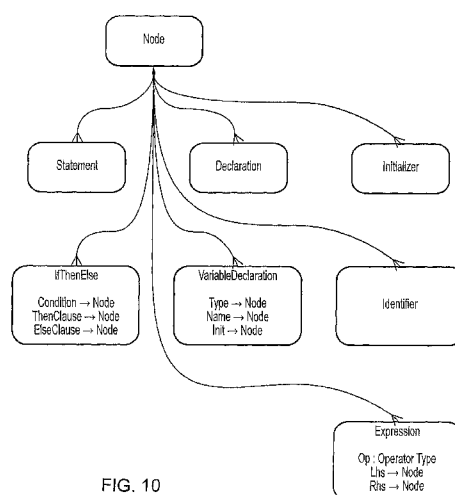 Node
Statement
Declaration
Initializer
IfThenElse
Condition → Node
ThenClause → Node
ElseClause → Node
VariableDeclaration
Type → Node
Name → Node
Init → Node
Identifier
Expression
Op : Operator Type
Lhs → Node
Rhs → Node
FIG. 10